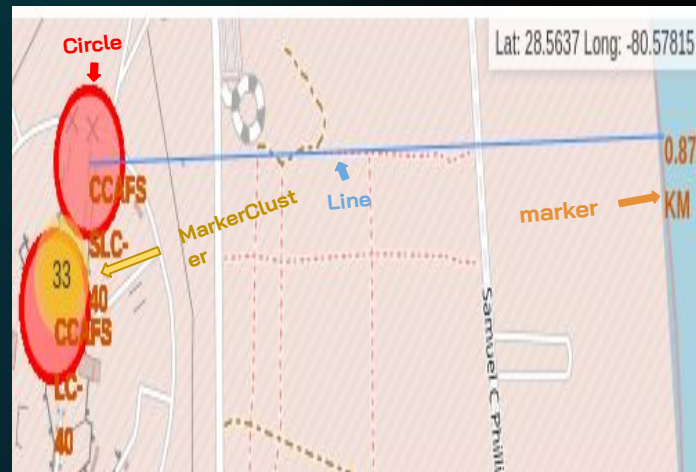 Circle
Lat: 28.5637 Long: -80.57815
0.87
KM
CCAFS
SLC-
40
MarkerClust
er
Line
marker
33
CCAFS
LC-
40
Samuel C Philli